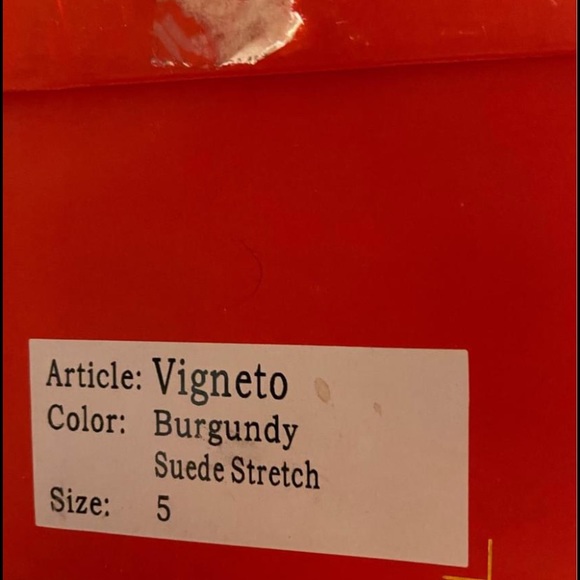 Article: Vigneto
Color: Burgundy
Suede Stretch
Size: 5